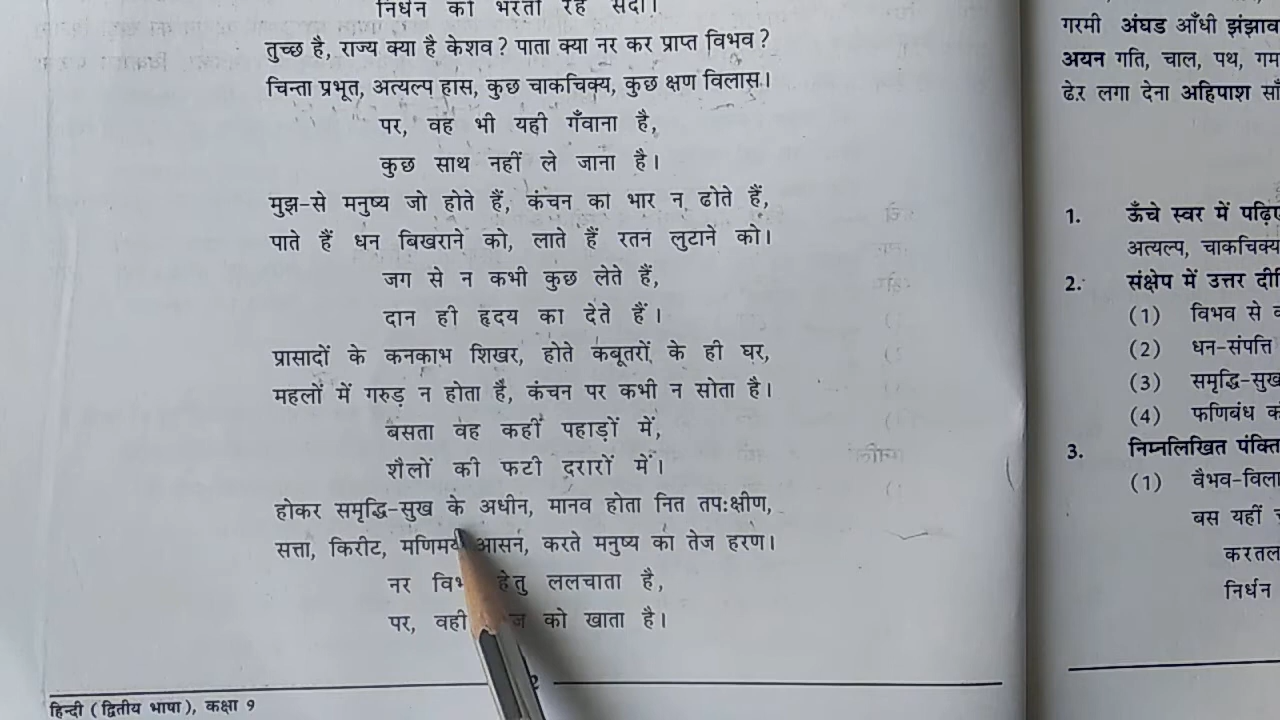 निर्धन को भरता रहे सदा।।
तुच्छ है, राज्य क्या है केशव? पाता क्या नर कर प्राप्त विभव?
चिन्ता प्रभूत, अत्यल्प हास, कुछ चाकचिक्य, कुछ क्षण विलास।
पर, वह भी यही गँवाना है,
कुछ साथ नहीं ले जाना है।
मुझ-से मनुष्य जो होते हैं, कंचन का भार न ढोते हैं,
पाते हैं धन बिखराने को, लाते हैं रतन लुटाने को।
जग से न कभी कुछ लेते हैं,
दान ही हृदय का देते हैं।
प्रासादों के कनकाभ शिखर, होते कबूतरों के ही घर,
महलों में गरुड़ न होता है, कंचन पर कभी न सोता है।
बसता वह कहीं पहाड़ों में,
शैलों की फटी दरारों में।
होकर समृद्धि-सुख के अधीन, मानव होता नित तप:क्षीण,
सत्ता, किरीट, मणिमय आसन, करते मनुष्य का तेज हरण।
नर हेतु ललचाता है,
पर, वही को खाता है।
हिन्दी (द्वितीय भाषा), कक्षा 9
गरमी अंघड आँधी
अयन गति, चाल, पथ,
ढेर लगा देना अहिपाश
1. ऊँचे स्वर में
अत्यल्प, चाकचिक्य
2. संक्षेप में उत्तर
(1) विभव से
(2) धन-संपत्ति
(3) समृद्धि-सुख
(4) फणिबंध
3. निम्नलिखित
(1)
बस यहीं
निर्धन